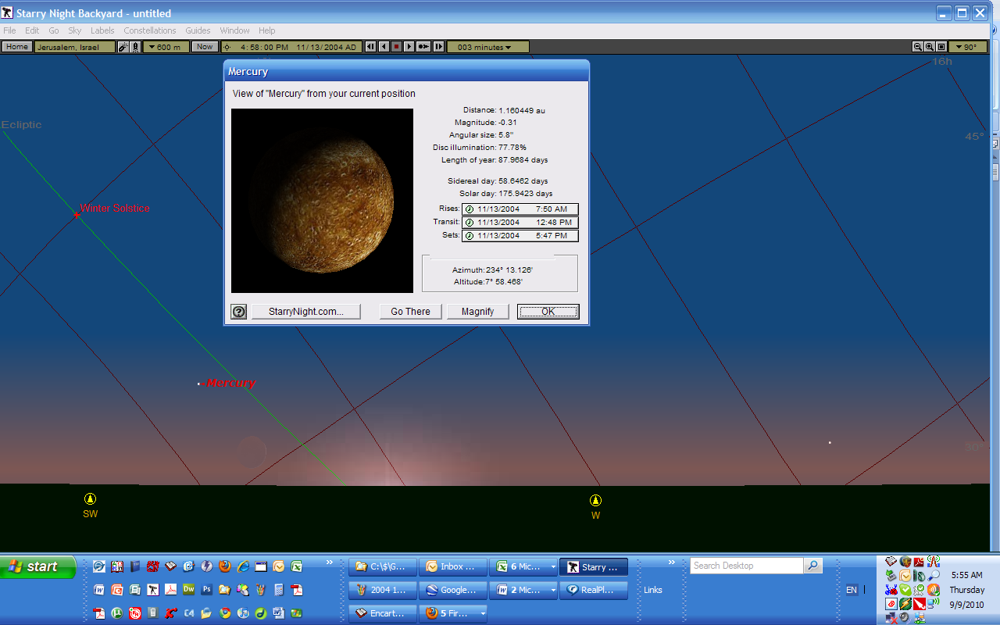 Starry Night Backyard - untitled
File Edit Go Sky Labels Constellations Guides Window Help
Home Jerusalem, Israel 600 m Now 4:58:00 PM 11/13/2004 AD 003 minutes 90°
16h
Mercury
View of "Mercury" from your current position
Distance: 1.160449 au
Magnitude: -0.31
Angular size: 5.8"
Disc illumination: 77.78%
Length of year: 87.9684 days
Sidereal day: 58.6462 days
Solar day: 175.9423 days
Rises: 11/13/2004 7:50 AM
Transit: 11/13/2004 12:48 PM
Sets: 11/13/2004 5:47 PM
Azimuth: 234° 13.126'
Altitude: 7° 58.468'
StarryNight.com... Go There Magnify OK
Ecliptic
45°
Winter Solstice
Mercury
30°
SW
W
start
C:\$\G...
Inbox ...
6 Mic...
Starry ...
2004 1...
Google...
2 Mic...
RealPl...
Encart...
5 Fir...
Links
Search Desktop
EN
5:55 AM
Thursday
9/9/2010